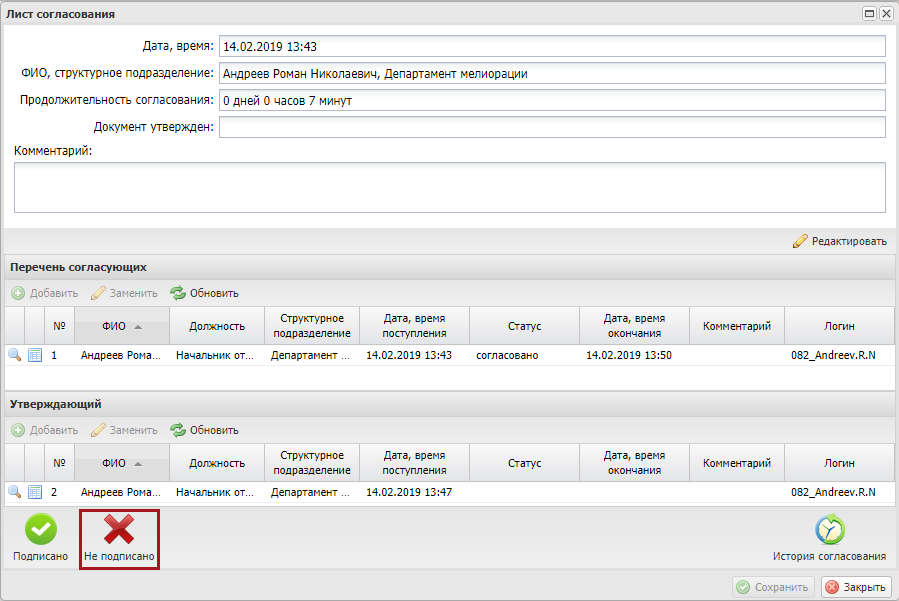 Лист согласования
Дата, время: 14.02.2019 13:43
ФИО, структурное подразделение: Андреев Роман Николаевич, Департамент мелиорации
Продолжительность согласования: 0 дней 0 часов 7 минут
Документ утвержден:
Комментарий:
Редактировать
Перечень согласующих
Добавить Заменить Обновить
№ ФИО Должность Структурное подразделение Дата, время поступления Статус Дата, время окончания Комментарий Логин
1 Андреев Рома... Начальник от... Департамент ... 14.02.2019 13:43 согласовано 14.02.2019 13:50 082_Andreev.R.N
Утверждающий
Добавить Заменить Обновить
№ ФИО Должность Структурное подразделение Дата, время поступления Статус Дата, время окончания Комментарий Логин
2 Андреев Рома... Начальник от... Департамент ... 14.02.2019 13:47 082_Andreev.R.N
Подписано Не подписано История согласования
Сохранить Закрыть